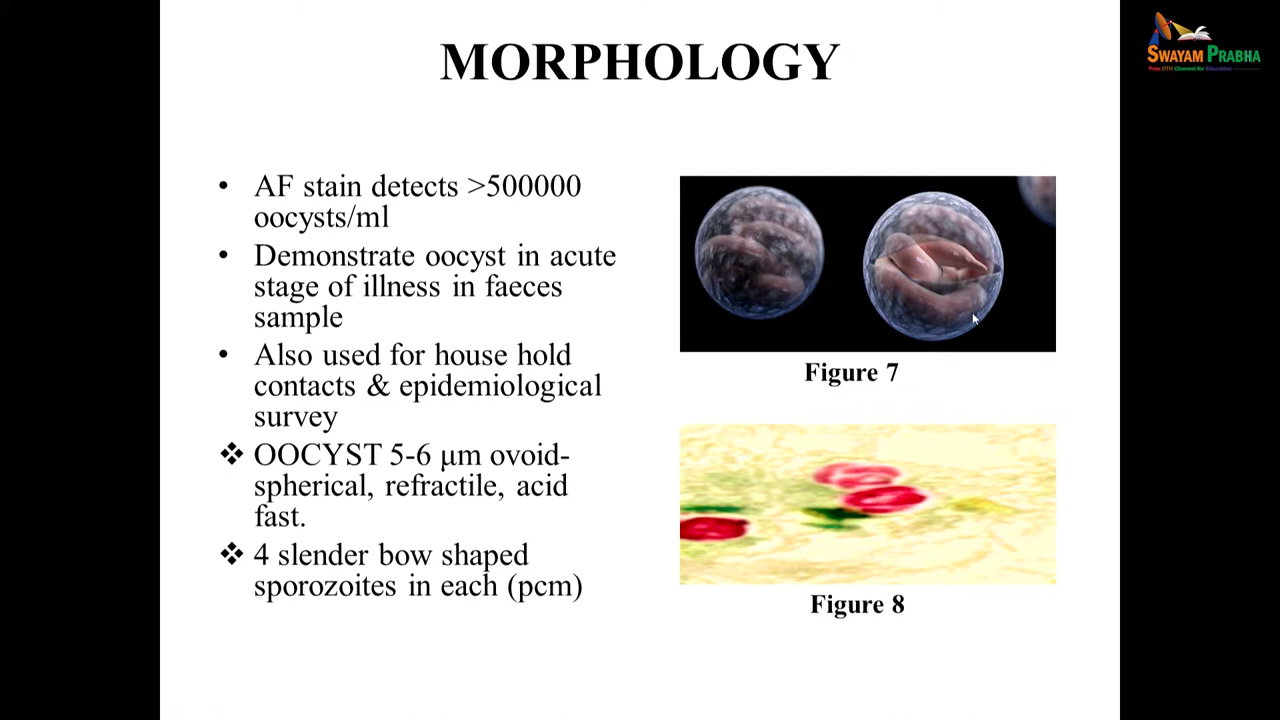 MORPHOLOGY
SWAYAM PRABHA
Free DTH Channel for Education
• AF stain detects >500000
oocysts/ml
• Demonstrate oocyst in acute
stage of illness in faeces
sample
• Also used for house hold
contacts & epidemiological
survey
❖ OOCYST 5-6 μm ovoid-
spherical, refractile, acid
fast.
❖ 4 slender bow shaped
sporozoites in each (pcm)
Figure 7
Figure 8